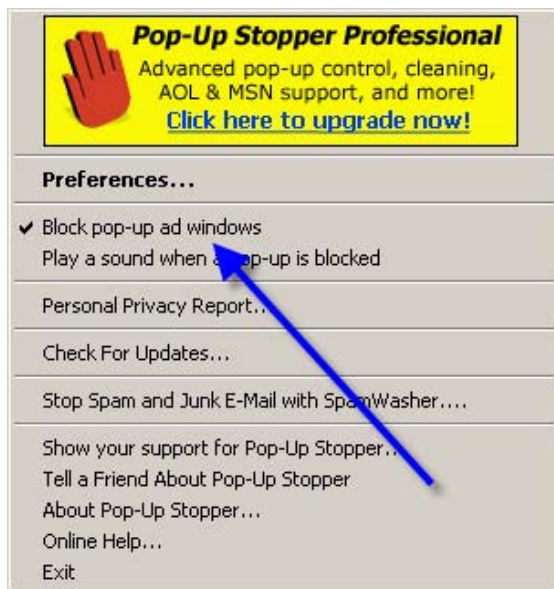 Pop-Up Stopper Professional
Advanced pop-up control, cleaning,
AOL & MSN support, and more!
Click here to upgrade now!
Preferences...
Block pop-up ad windows
Play a sound when a pop-up is blocked
Personal Privacy Report...
Check For Updates...
Stop Spam and Junk E-Mail with SpamWasher....
Show your support for Pop-Up Stopper...
Tell a Friend About Pop-Up Stopper
About Pop-Up Stopper...
Online Help...
Exit